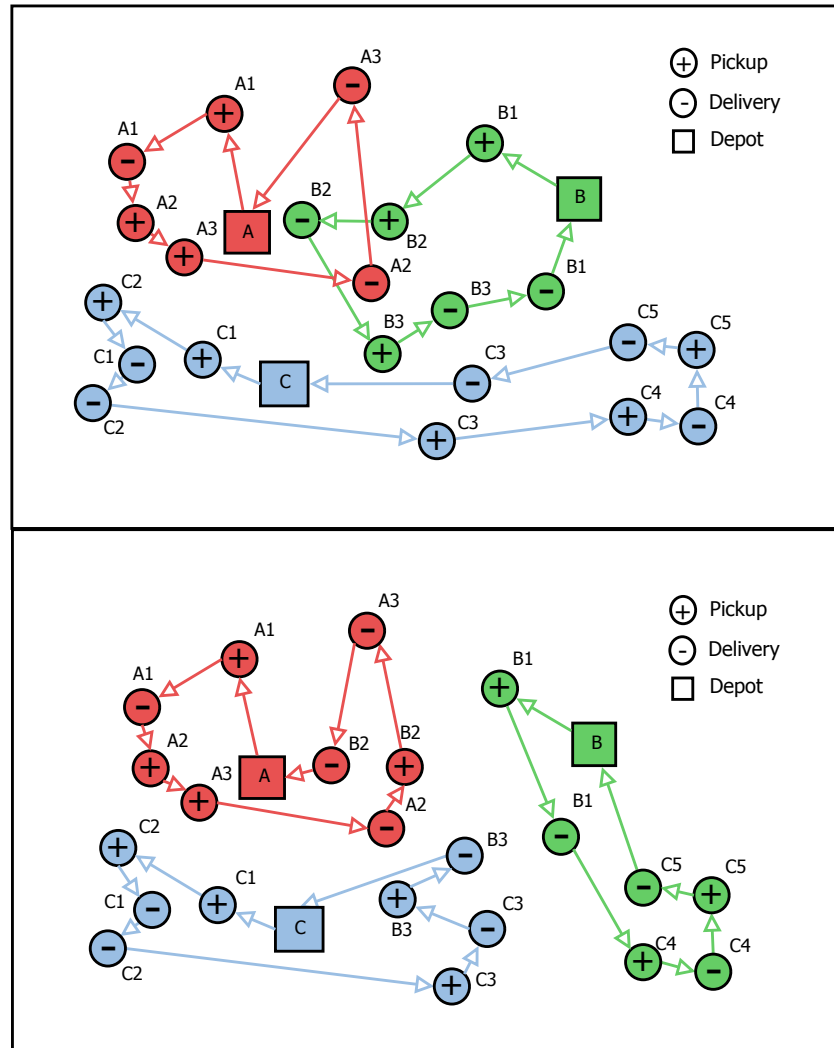 A3
Pickup
A1
Delivery
B1
A1
Depot
B2
B
A2
A3
A
B2
A2
B1
C2
B3
C5
C5
B3
C1
C1
C3
C
C4
C4
C2
C3
A3
Pickup
A1
Delivery
B1
A1
Depot
B2
A2
B2
B
A3
A
B1
A2
C2
B3
C5
C1
C5
C1
C3
C
B3
C4
C4
C2
C3